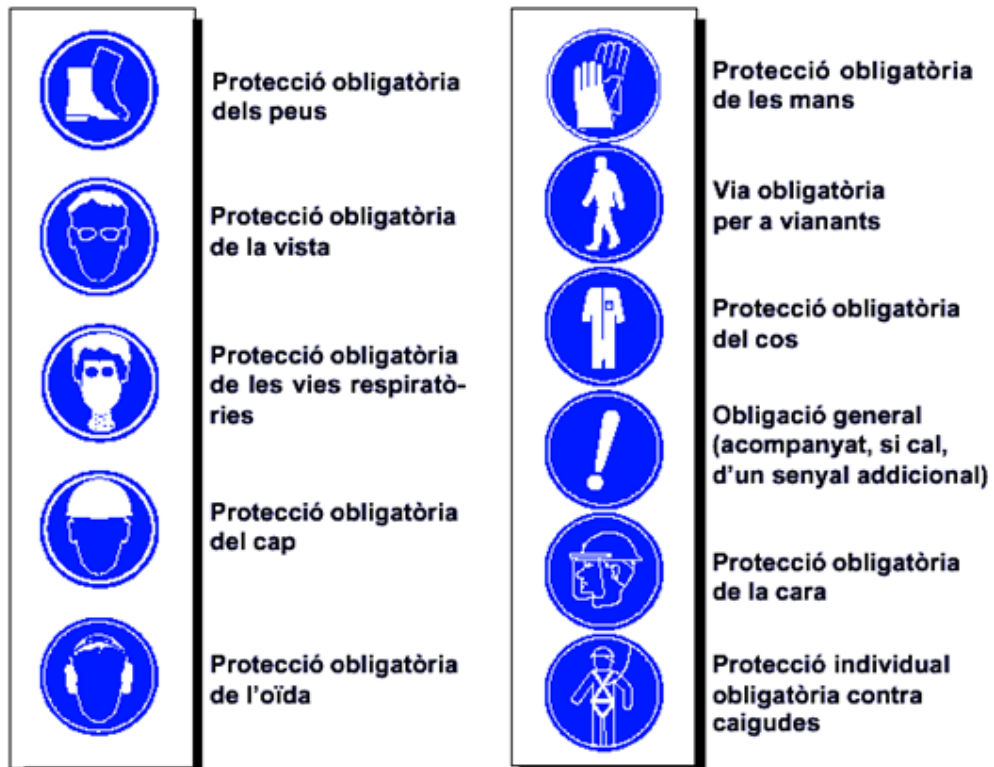 Protecció obligatòria
dels peus
Protecció obligatòria
de la vista
Protecció obligatòria
de les vies respiratò-
ries
Protecció obligatòria
del cap
Protecció obligatòria
de l'oïda
Protecció obligatòria
de les mans
Via obligatòria
per a vianants
Protecció obligatòria
del cos
Obligació general
(acompanyat, si cal,
d'un senyal addicional)
Protecció obligatòria
de la cara
Protecció individual
obligatòria contra
caigudes